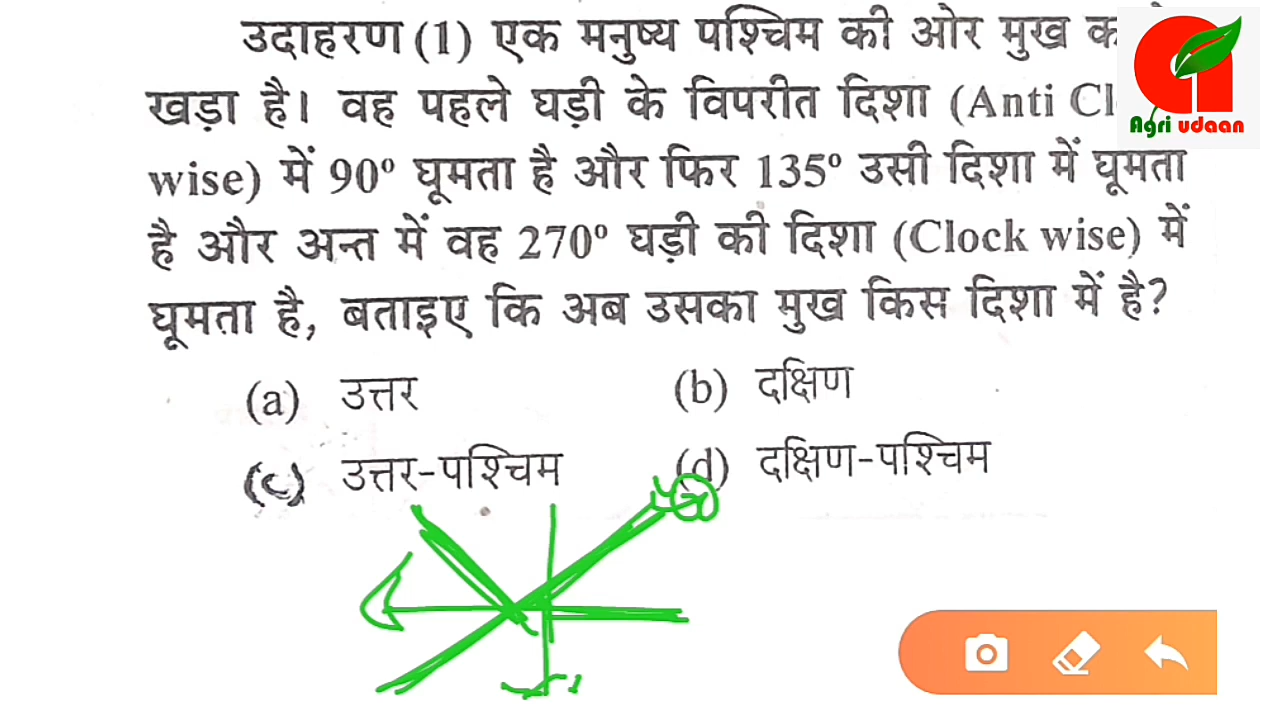 उदाहरण (1) एक मनुष्य पश्चिम की ओर मुख
खड़ा है। वह पहले घड़ी के विपरीत दिशा (Anti
wise) में 90° घूमता है और फिर 135° उसी दिशा में घूमता
है और अन्त में वह 270° घड़ी की दिशा (Clock wise) में
घूमता है, बताइए कि अब उसका मुख किस दिशा में है?
(a) उत्तर (b) दक्षिण
(c) उत्तर-पश्चिम (d) दक्षिण-पश्चिम
Agri udaan